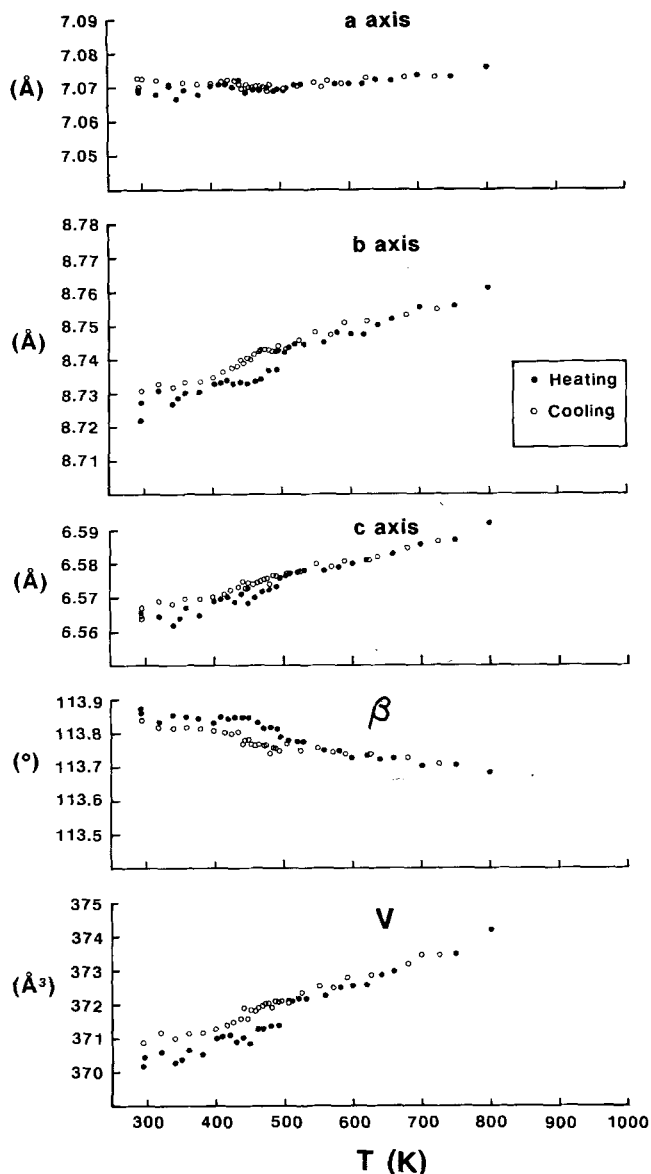 a axis
7.09
7.08
(Å) 7.07
7.06
7.05
b axis
8.78
8.77
8.76
(Å) 8.75
8.74
8.73
8.72
8.71
● Heating
○ Cooling
c axis
6.59
(Å) 6.58
6.57
6.56
β
113.9
113.8
(°) 113.7
113.6
113.5
V
375
374
(Å³) 373
372
371
370
300 400 500 600 700 800 900 1000
T (K)